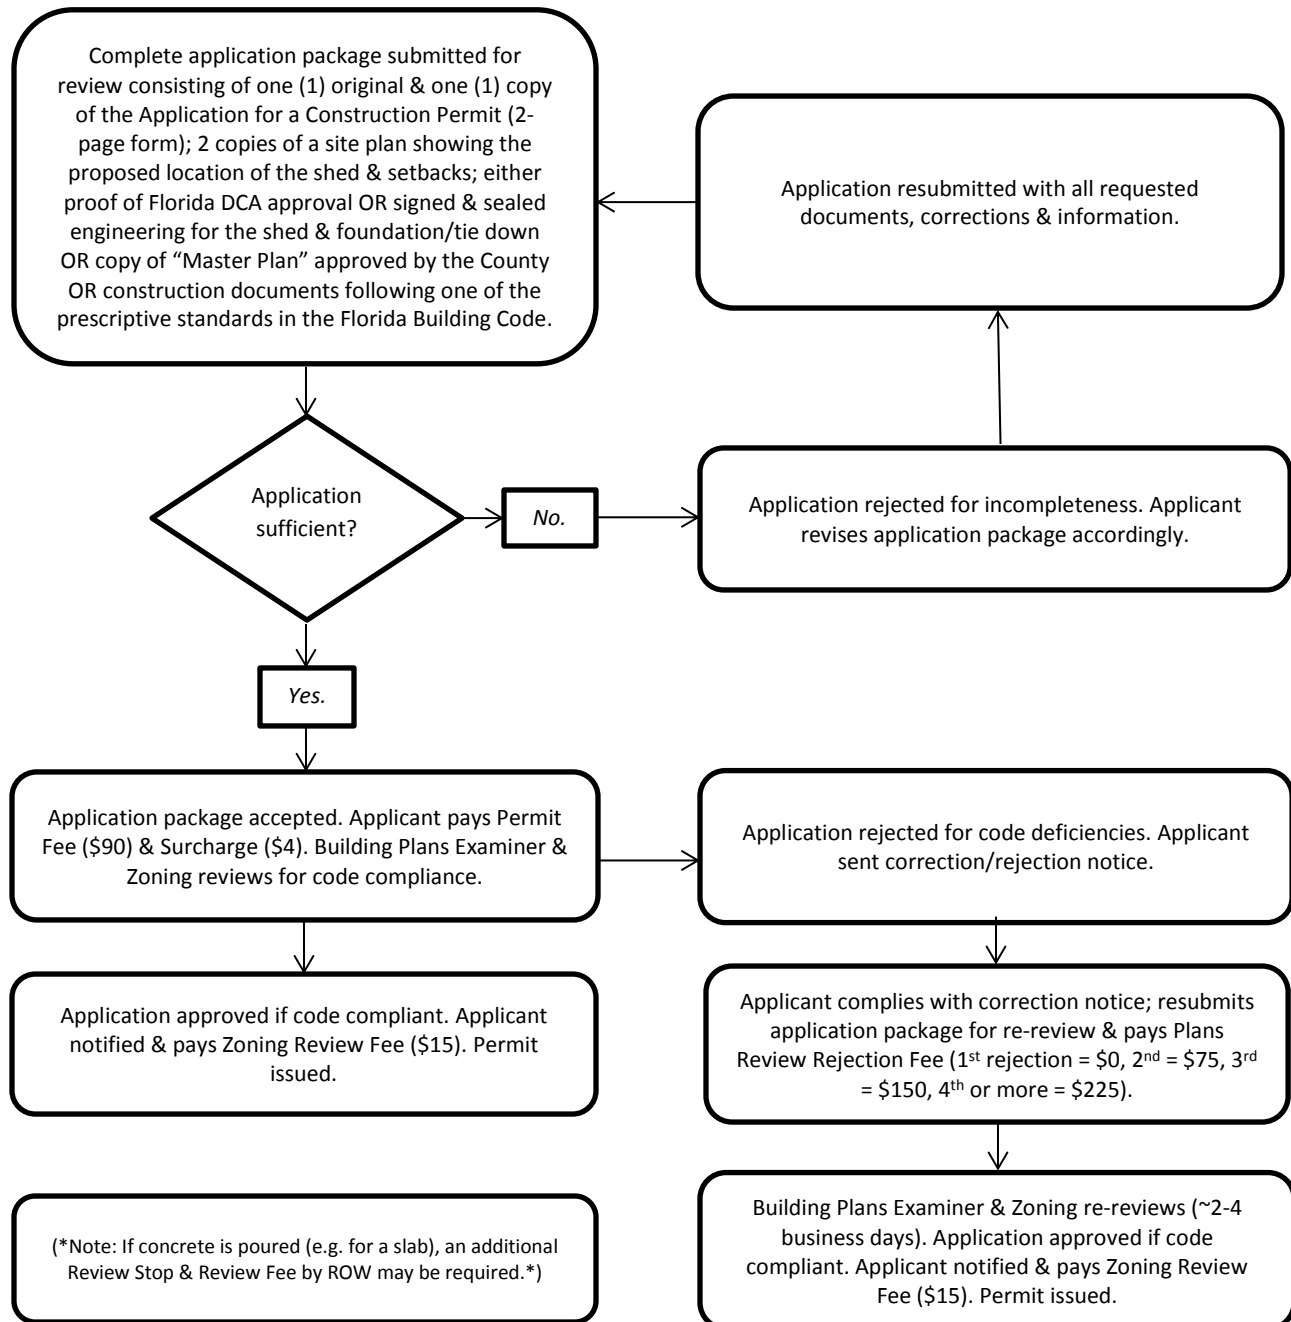 Complete application package submitted for
review consisting of one (1) original & one (1) copy
of the Application for a Construction Permit (2-
page form); 2 copies of a site plan showing the
proposed location of the shed & setbacks; either
proof of Florida DCA approval OR signed & sealed
engineering for the shed & foundation/tie down
OR copy of “Master Plan” approved by the County
OR construction documents following one of the
prescriptive standards in the Florida Building Code.
Application resubmitted with all requested
documents, corrections & information.
Application
sufficient?
No.
Application rejected for incompleteness. Applicant
revises application package accordingly.
Yes.
Application package accepted. Applicant pays Permit
Fee ($90) & Surcharge ($4). Building Plans Examiner &
Zoning reviews for code compliance.
Application rejected for code deficiencies. Applicant
sent correction/rejection notice.
Application approved if code compliant. Applicant
notified & pays Zoning Review Fee ($15). Permit
issued.
Applicant complies with correction notice; resubmits
application package for re-review & pays Plans
Review Rejection Fee (1st rejection = $0, 2nd = $75, 3rd
= $150, 4th or more = $225).
(*Note: If concrete is poured (e.g. for a slab), an additional
Review Stop & Review Fee by ROW may be required.*)
Building Plans Examiner & Zoning re-reviews (~2-4
business days). Application approved if code
compliant. Applicant notified & pays Zoning Review
Fee ($15). Permit issued.